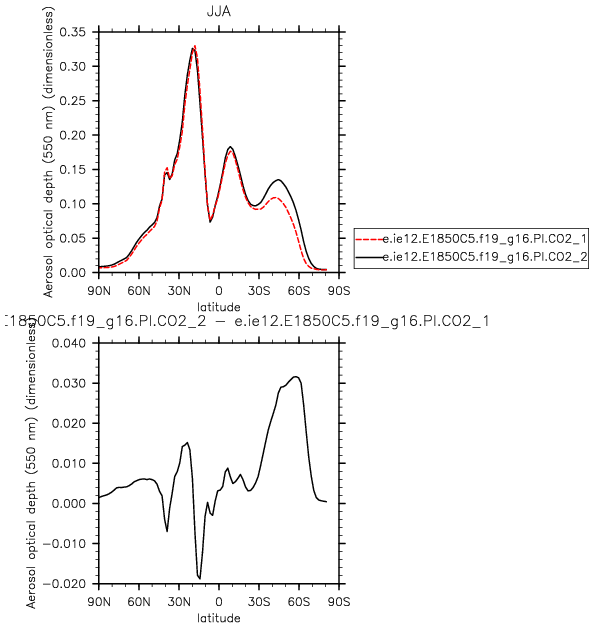 JJA
Aerosol optical depth (550 nm) (dimensionless)
0.35
0.30
0.25
0.20
0.15
0.10
0.05
0.00
90N 60N 30N 0 30S 60S 90S
latitude
e.ie12.E1850C5.f19_g16.PI.CO2_1
e.ie12.E1850C5.f19_g16.PI.CO2_2
E1850C5.f19_g16.PI.CO2_2 – e.ie12.E1850C5.f19_g16.PI.CO2_1
Aerosol optical depth (550 nm) (dimensionless)
0.040
0.030
0.020
0.010
0.000
−0.010
−0.020
90N 60N 30N 0 30S 60S 90S
latitude